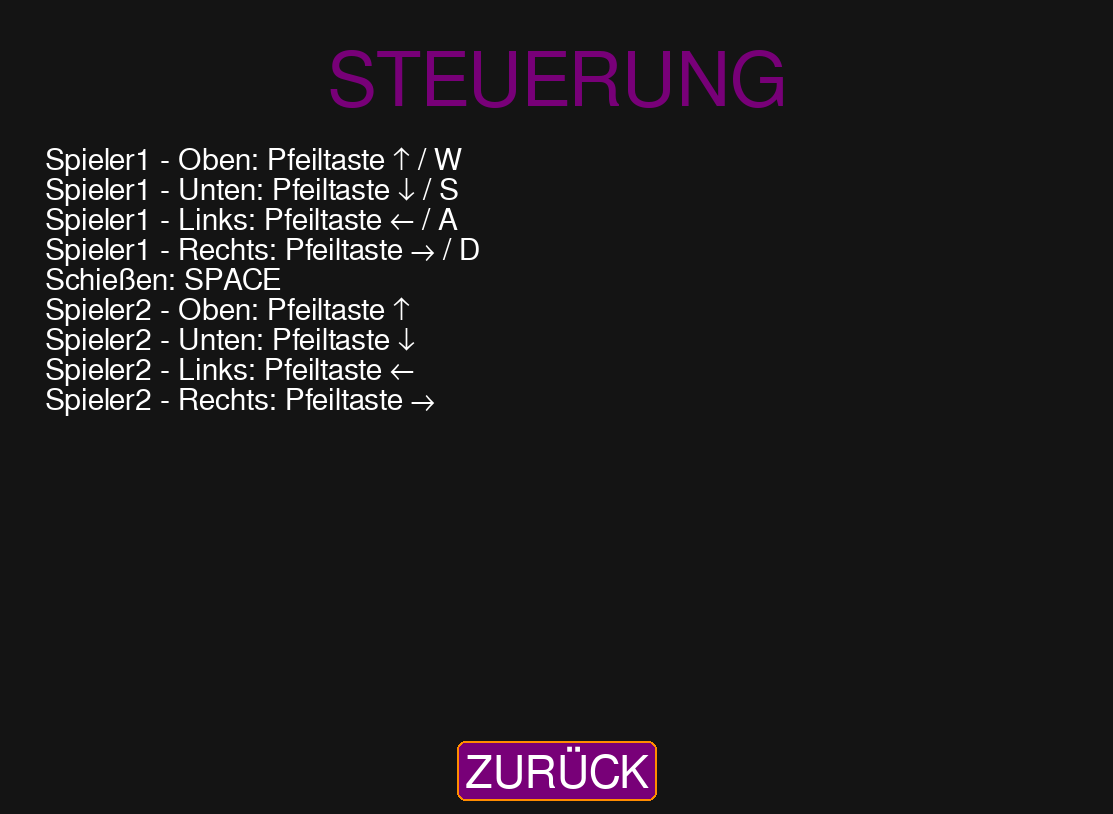 STEUERUNG
Spieler1 - Oben: Pfeiltaste ↑ / W
Spieler1 - Unten: Pfeiltaste ↓ / S
Spieler1 - Links: Pfeiltaste ← / A
Spieler1 - Rechts: Pfeiltaste → / D
Schießen: SPACE
Spieler2 - Oben: Pfeiltaste ↑
Spieler2 - Unten: Pfeiltaste ↓
Spieler2 - Links: Pfeiltaste ←
Spieler2 - Rechts: Pfeiltaste →
ZURÜCK